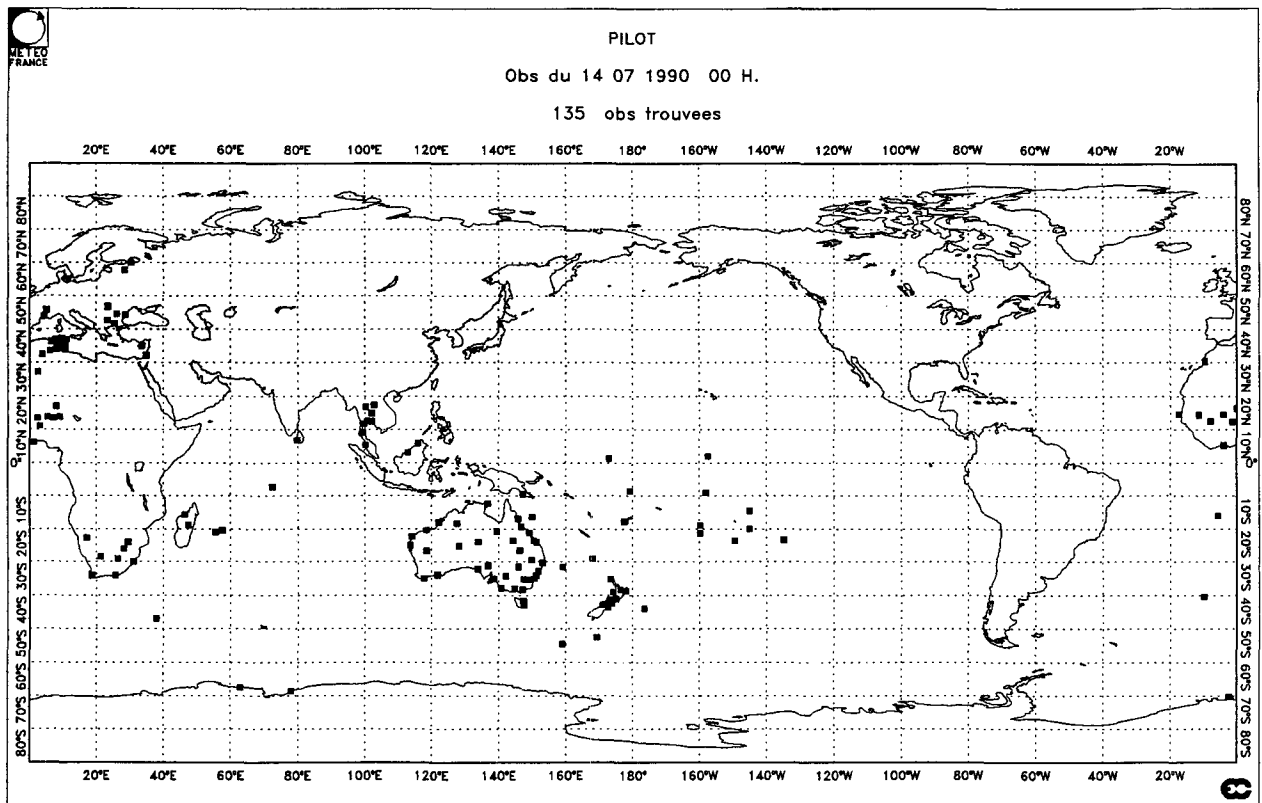 METEO
FRANCE
PILOT
Obs du 14 07 1990 00 H.
135 obs trouvees
20°E 40°E 60°E 80°E 100°E 120°E 140°E 160°E 180° 160°W 140°W 120°W 100°W 80°W 60°W 40°W 20°W
80°N 80°N
70°N 70°N
60°N 60°N
50°N 50°N
40°N 40°N
30°N 30°N
20°N 20°N
10°N 10°N
0° 0°
10°S 10°S
20°S 20°S
30°S 30°S
40°S 40°S
50°S 50°S
60°S 60°S
70°S 70°S
80°S 80°S
20°E 40°E 60°E 80°E 100°E 120°E 140°E 160°E 180° 160°W 140°W 120°W 100°W 80°W 60°W 40°W 20°W